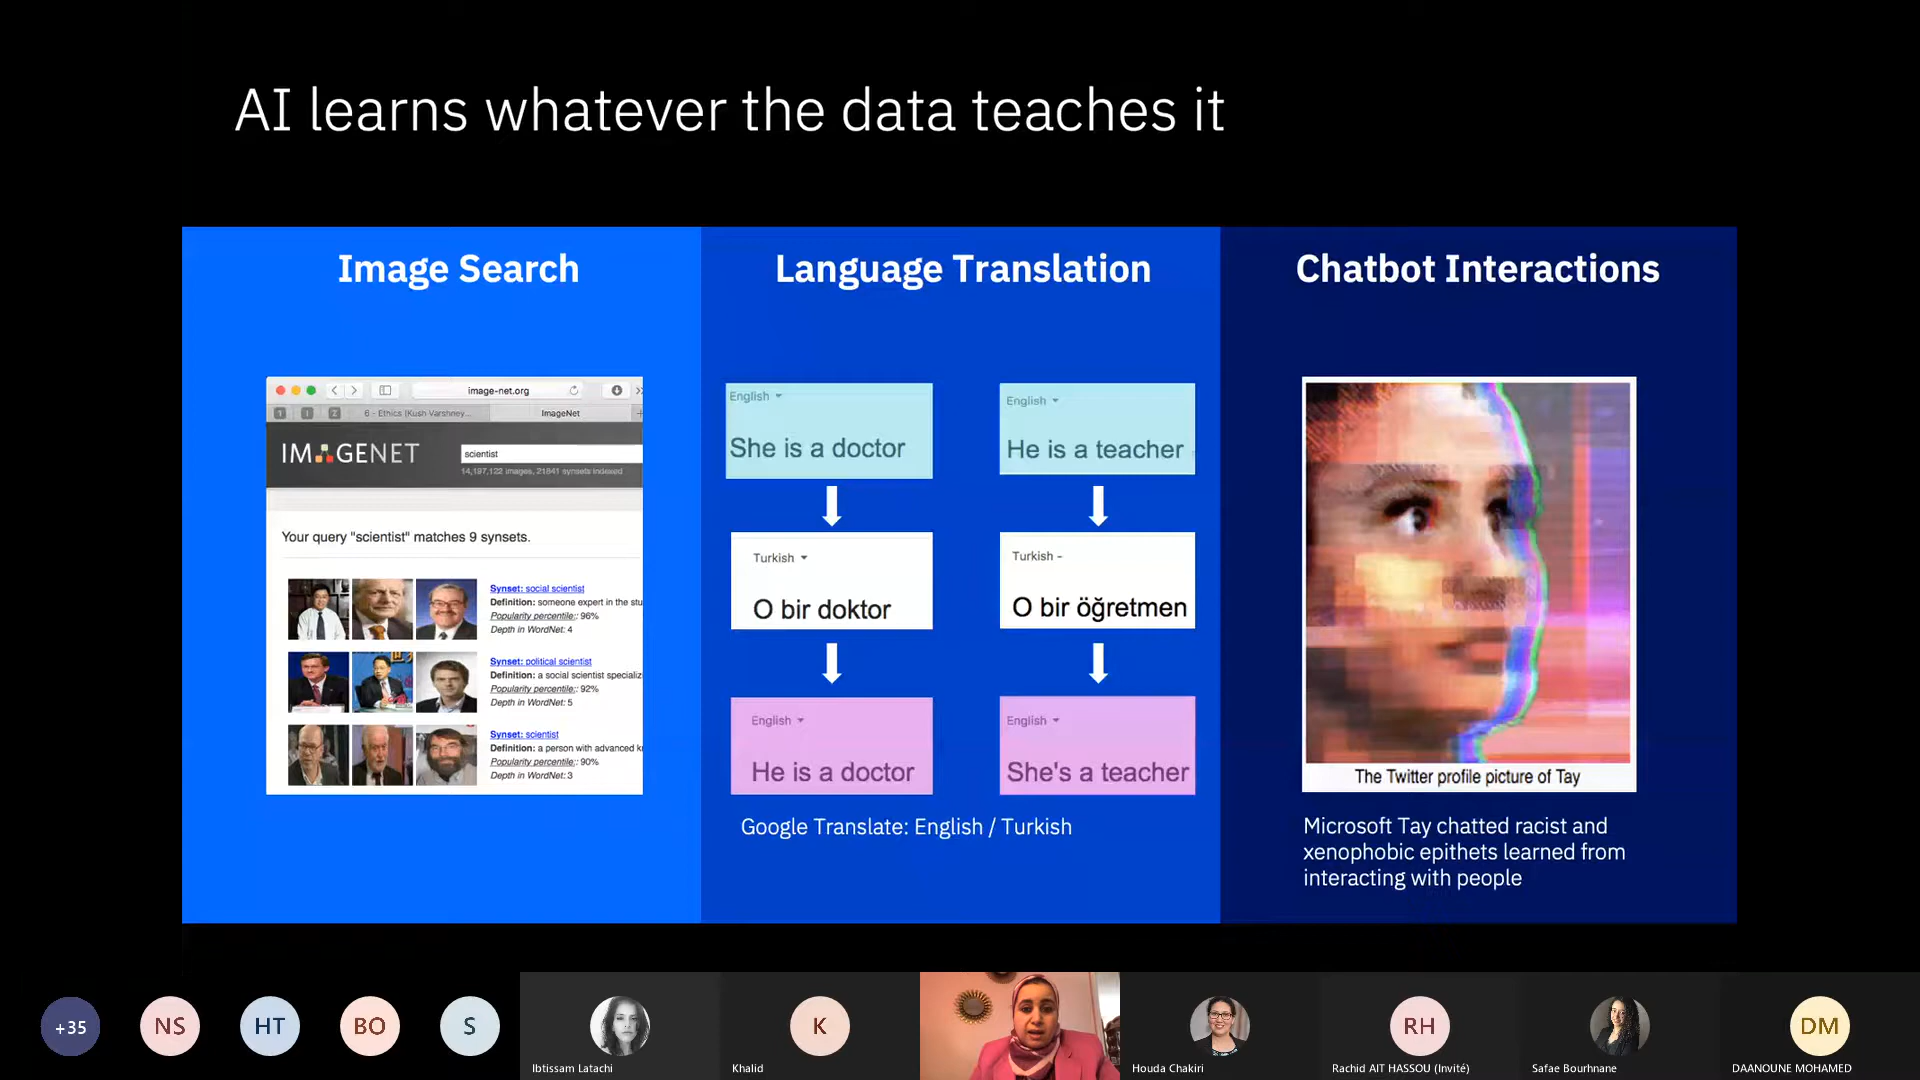 AI learns whatever the data teaches it
Image Search
image-net.org
6 - Ethics (Kush Varshney...
ImageNet
IMAGENET
scientist
14,197,122 images, 21841 synsets indexed
Your query "scientist" matches 9 synsets.
Synset: social scientist
Definition: someone expert in the stu
Popularity percentile:: 96%
Depth in WordNet: 4
Synset: political scientist
Definition: a social scientist specializi
Popularity percentile:: 92%
Depth in WordNet: 5
Synset: scientist
Definition: a person with advanced k
Popularity percentile:: 90%
Depth in WordNet: 3
Language Translation
English
She is a doctor
Turkish
O bir doktor
English
He is a doctor
English
He is a teacher
Turkish -
O bir öğretmen
English
She's a teacher
Google Translate: English / Turkish
Chatbot Interactions
The Twitter profile picture of Tay
Microsoft Tay chatted racist and
xenophobic epithets learned from
interacting with people
+35
NS
HT
BO
S
Ibtissam Latachi
K
Khalid
Houda Chakiri
RH
Rachid AIT HASSOU (Invité)
Safae Bourhnane
DM
DAANOUNE MOHAMED